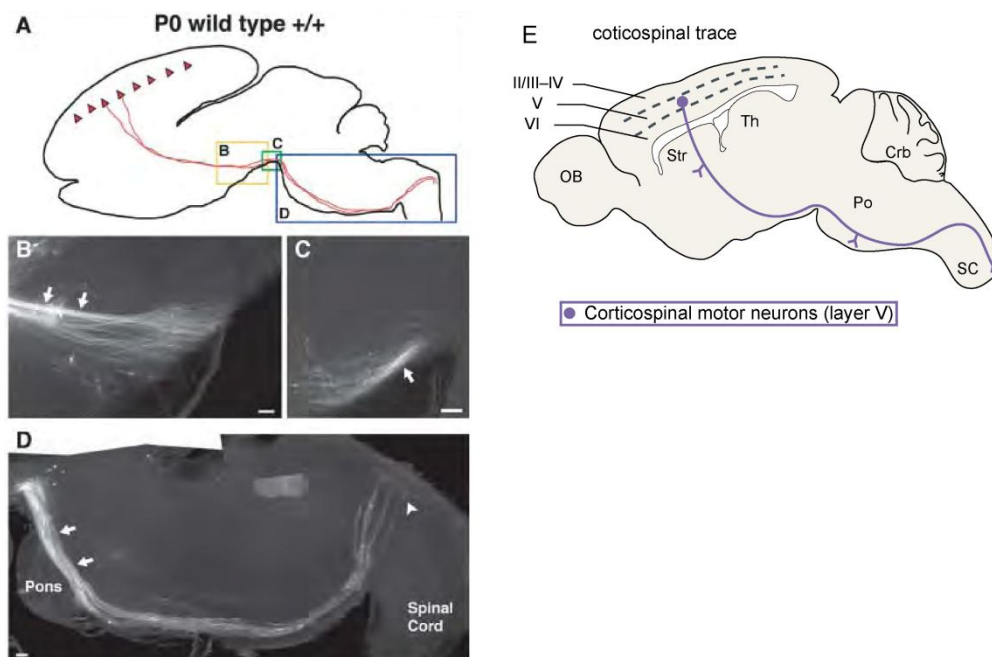 P0 wild type +/+
A
B
C
D
B
C
D
Pons
Spinal
Cord
E
coticospinal trace
II/III–IV
V
VI
Th
Str
Crb
OB
Po
SC
Corticospinal motor neurons (layer V)